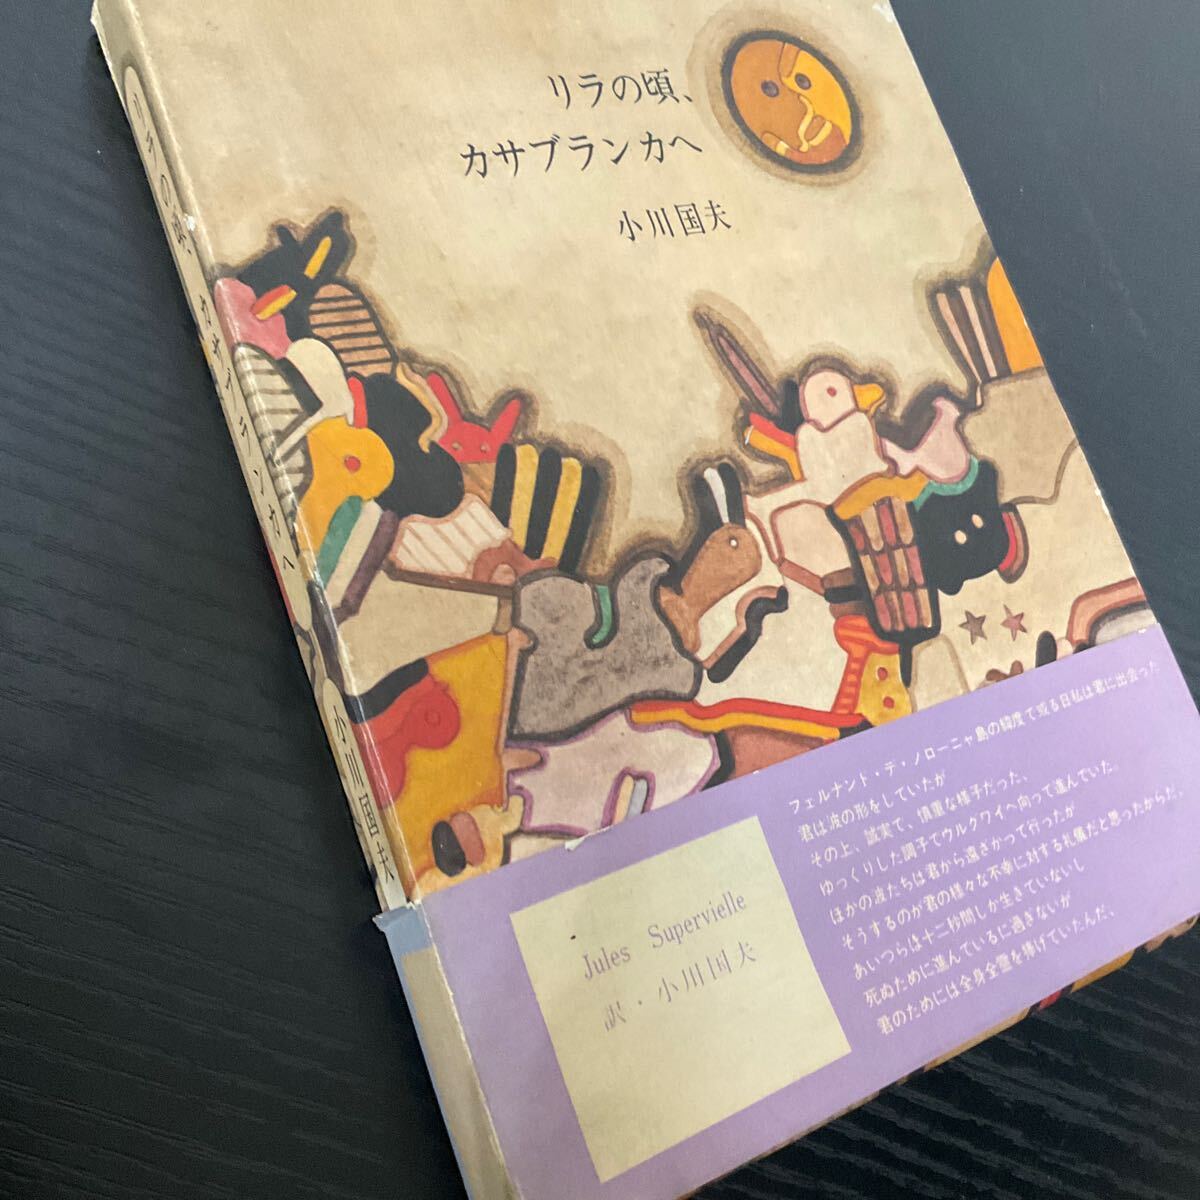 リラの頃、
カサブランカへ
小川国夫
リラの頃、カサブランカへ
小川国夫
フェルナンド・デ・ノローニャ島の緯度で或る日私は君に出会った
君は波の形をしていたが
その上、誠実で、慎重な様子だった、
ゆっくりした調子でウルグワイへ向って進んでいた。
ほかの波たちは君から遠ざかって行ったが
そうするのが君の様々な不幸に対する礼儀だと思ったからだ、
あいつらは十二秒間しか生きていないし
死ぬために進んでいるに過ぎないが
君のためには全身全霊を捧げていたんだ、
Jules Supervielle
訳・小川国夫